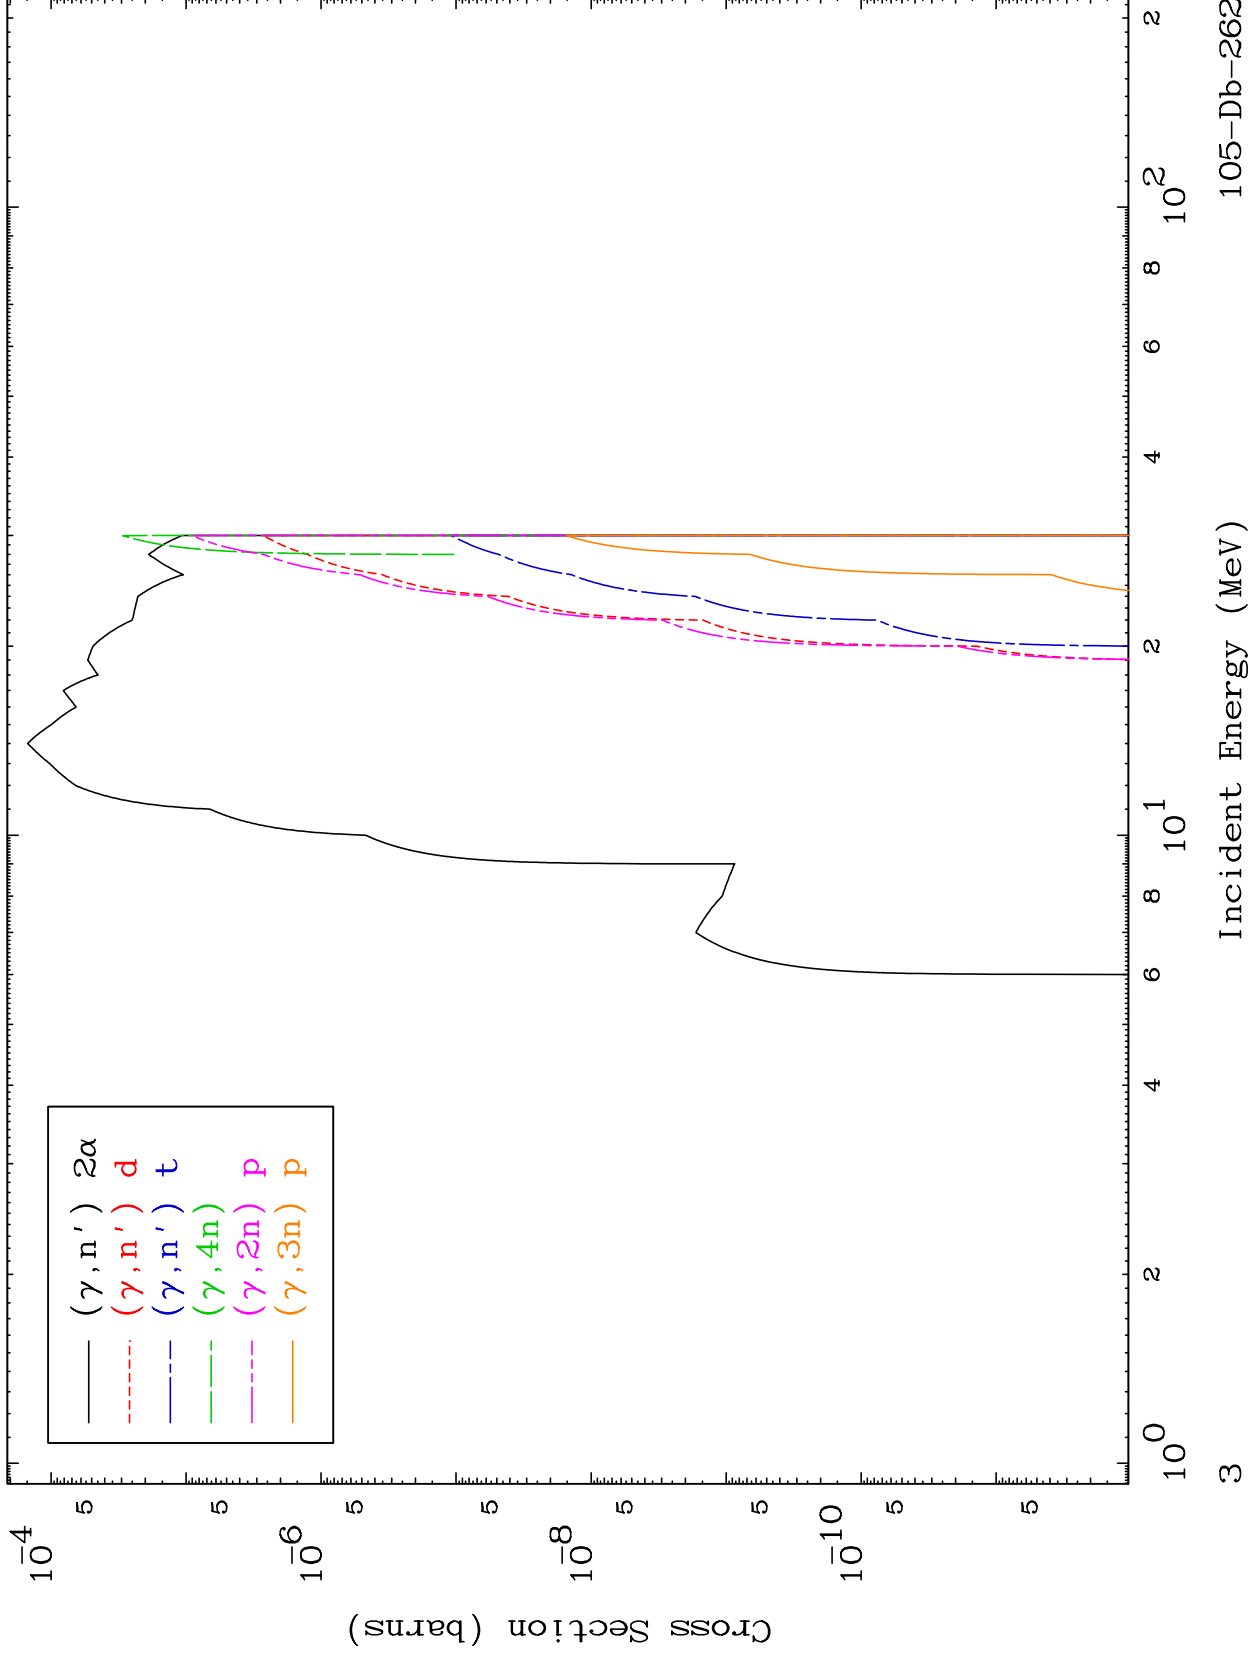 (γ,n') 2α
(γ,n') d
(γ,n') t
(γ,4n)
(γ,2n) p
(γ,3n) p
Cross Section (barns)
10−4
5
5
10−6
5
5
10−8
5
5
10−10
5
5
10 0
2
4
6
8
10 1
2
4
6
8
10 2
2
Incident Energy (MeV)
3
105−Db−262